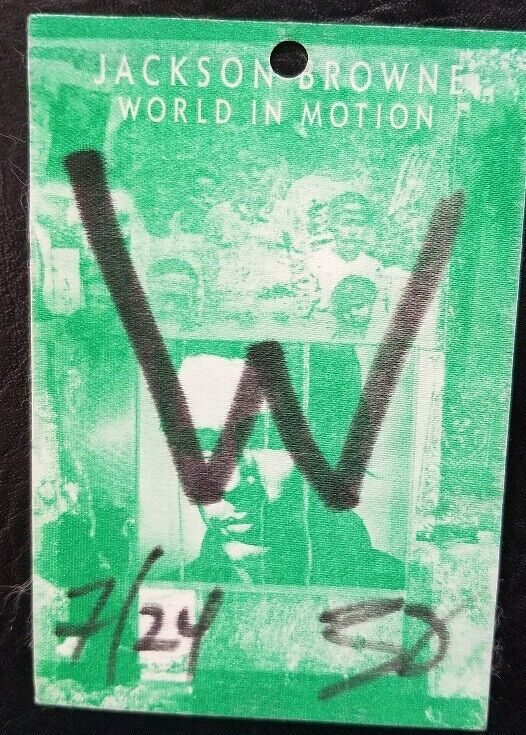 JACKSON BROWNE
WORLD IN MOTION
W
7/24